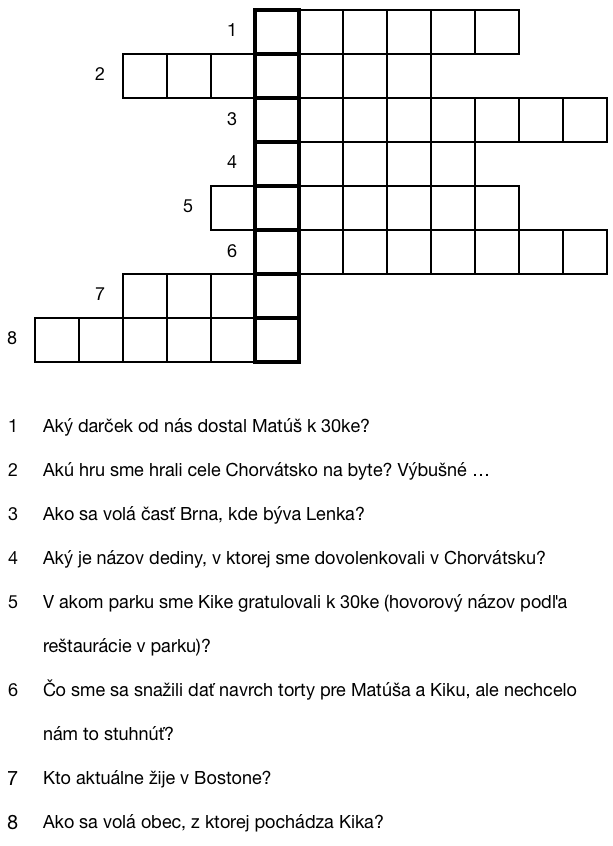 1
2
3
4
5
6
7
8
1 Aký darček od nás dostal Matúš k 30ke?
2 Akú hru sme hrali cele Chorvátsko na byte? Výbušné …
3 Ako sa volá časť Brna, kde býva Lenka?
4 Aký je názov dediny, v ktorej sme dovolenkovali v Chorvátsku?
5 V akom parku sme Kike gratulovali k 30ke (hovorový názov podľa
reštaurácie v parku)?
6 Čo sme sa snažili dať navrch torty pre Matúša a Kiku, ale nechcelo
nám to stuhnúť?
7 Kto aktuálne žije v Bostone?
8 Ako sa volá obec, z ktorej pochádza Kika?